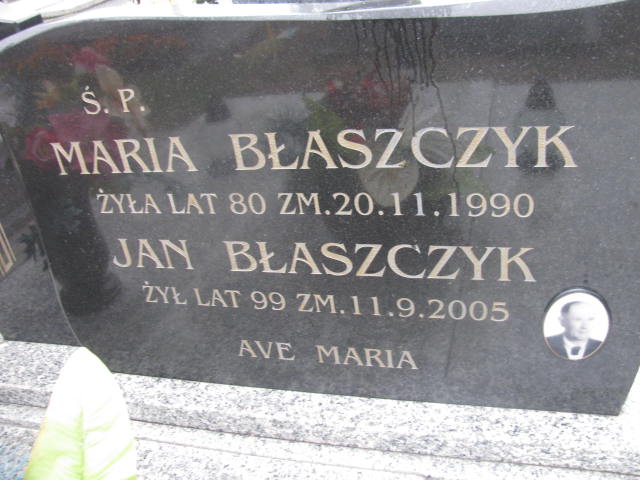 Ś. P.
MARIA BŁASZCZYK
ŻYŁA LAT 80 ZM.20.11.1990
JAN BŁASZCZYK
ŻYŁ LAT 99 ZM.11.9.2005
AVE MARIA